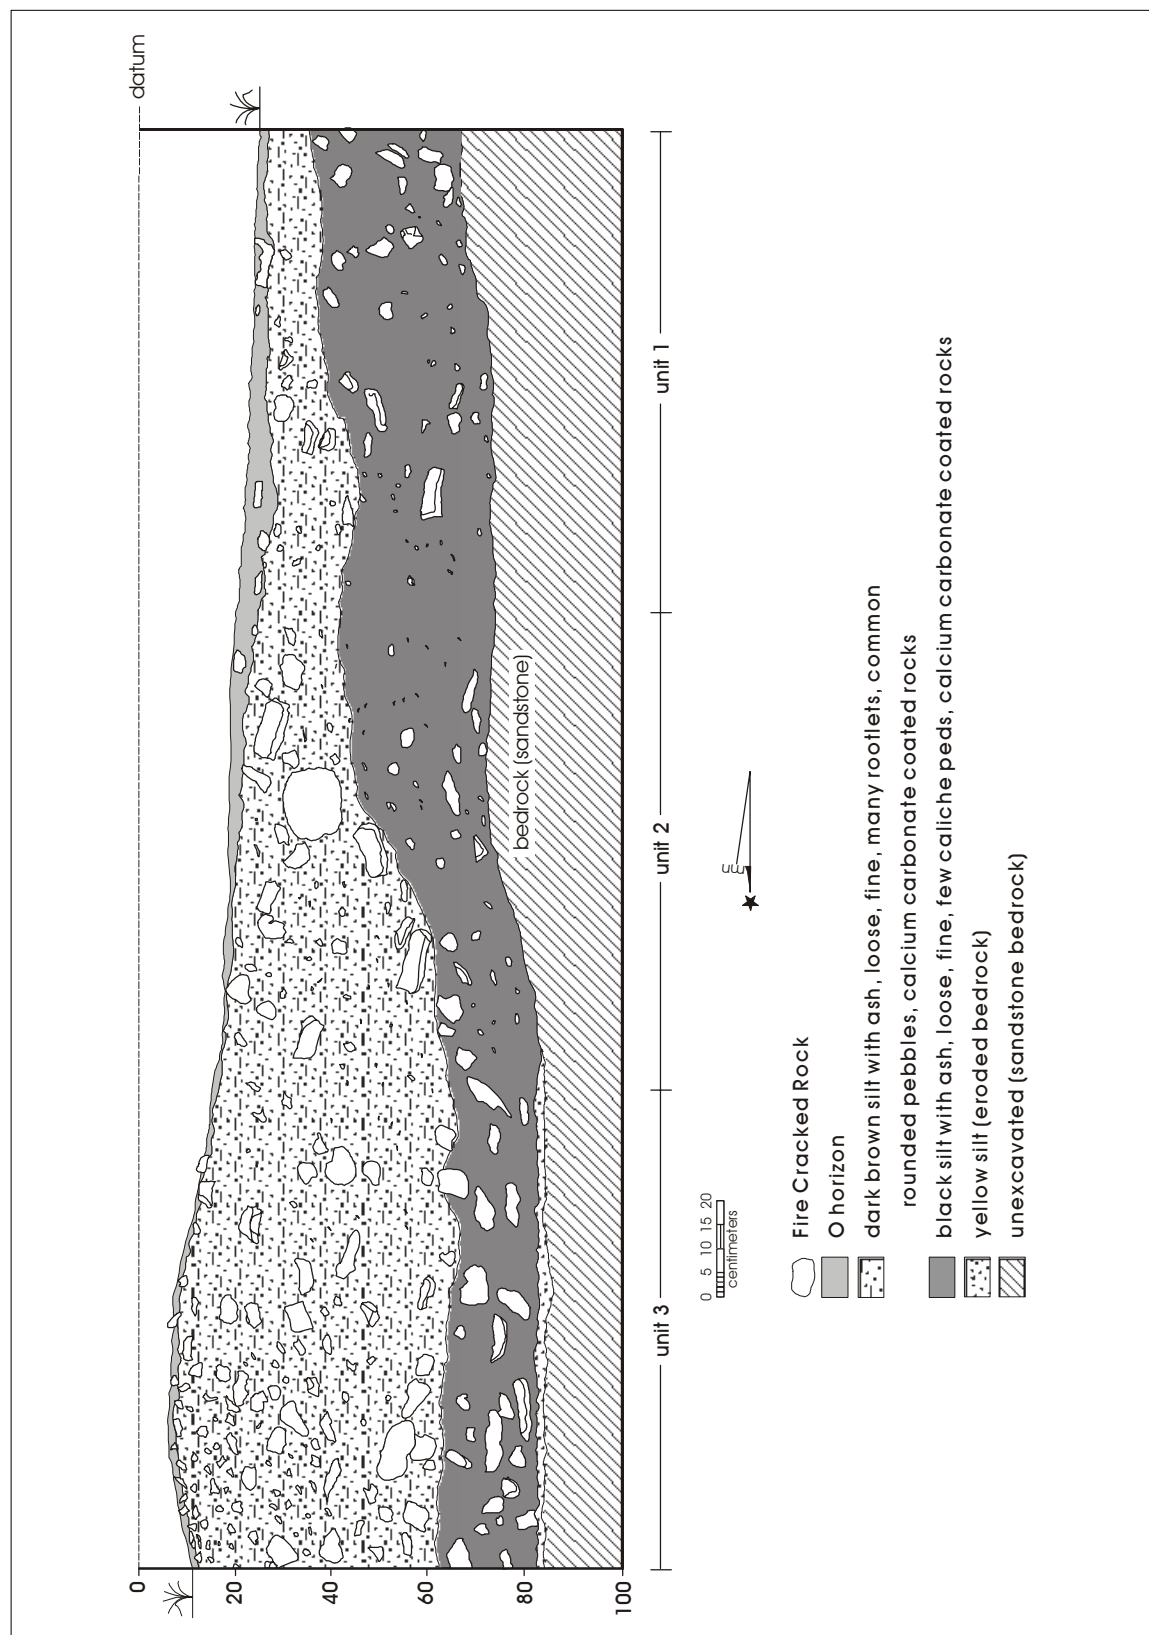 datum
0
20
40
60
80
100
bedrock (sandstone)
unit 3
unit 2
unit 1
0 5 10 15 20
centimeters
Fire Cracked Rock
O horizon
dark brown silt with ash, loose, fine, many rootlets, common
rounded pebbles, calcium carbonate coated rocks
black silt with ash, loose, fine, few caliche peds, calcium carbonate coated rocks
yellow silt (eroded bedrock)
unexcavated (sandstone bedrock)